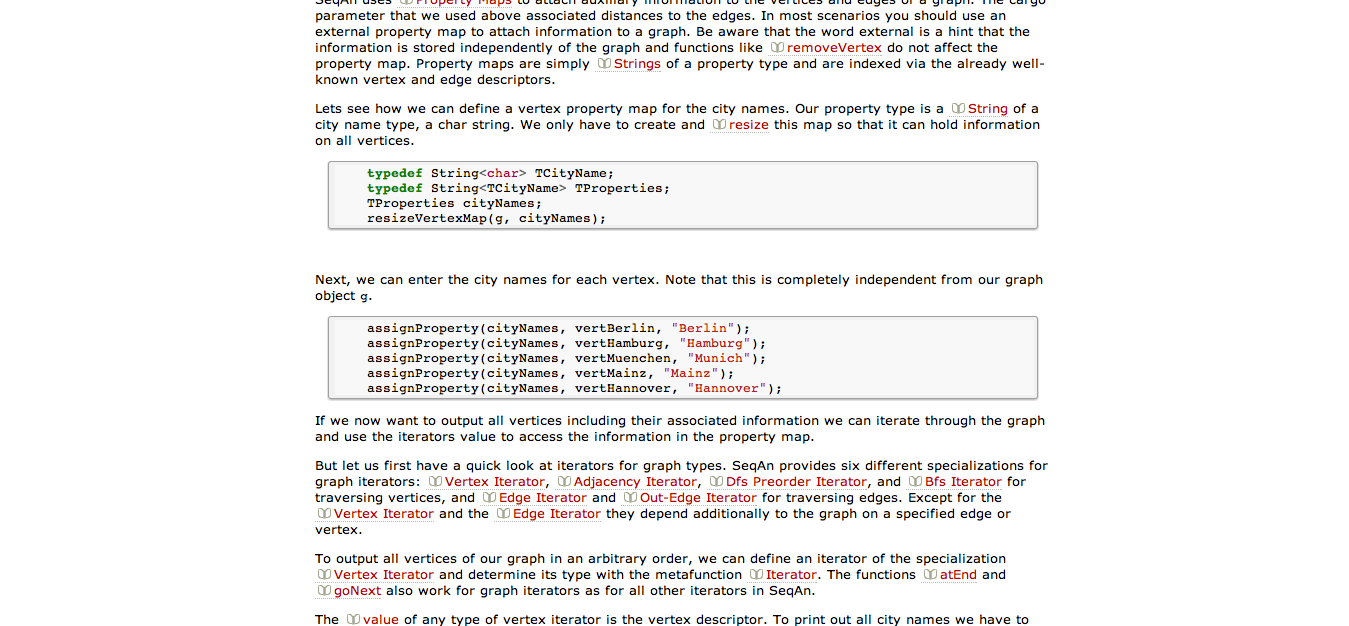 SeqAn uses Property Maps to attach auxiliary information to the vertices and edges of a graph. The cargo
parameter that we used above associated distances to the edges. In most scenarios you should use an
external property map to attach information to a graph. Be aware that the word external is a hint that the
information is stored independently of the graph and functions like removeVertex do not affect the
property map. Property maps are simply Strings of a property type and are indexed via the already well-
known vertex and edge descriptors.
Lets see how we can define a vertex property map for the city names. Our property type is a String of a
city name type, a char string. We only have to create and resize this map so that it can hold information
on all vertices.
typedef String<char> TCityName;
typedef String<TCityName> TProperties;
TProperties cityNames;
resizeVertexMap(g, cityNames);
Next, we can enter the city names for each vertex. Note that this is completely independent from our graph
object g.
assignProperty(cityNames, vertBerlin, "Berlin");
assignProperty(cityNames, vertHamburg, "Hamburg");
assignProperty(cityNames, vertMuenchen, "Munich");
assignProperty(cityNames, vertMainz, "Mainz");
assignProperty(cityNames, vertHannover, "Hannover");
If we now want to output all vertices including their associated information we can iterate through the graph
and use the iterators value to access the information in the property map.
But let us first have a quick look at iterators for graph types. SeqAn provides six different specializations for
graph iterators: Vertex Iterator, Adjacency Iterator, Dfs Preorder Iterator, and Bfs Iterator for
traversing vertices, and Edge Iterator and Out-Edge Iterator for traversing edges. Except for the
Vertex Iterator and the Edge Iterator they depend additionally to the graph on a specified edge or
vertex.
To output all vertices of our graph in an arbitrary order, we can define an iterator of the specialization
Vertex Iterator and determine its type with the metafunction Iterator. The functions atEnd and
goNext also work for graph iterators as for all other iterators in SeqAn.
The value of any type of vertex iterator is the vertex descriptor. To print out all city names we have to